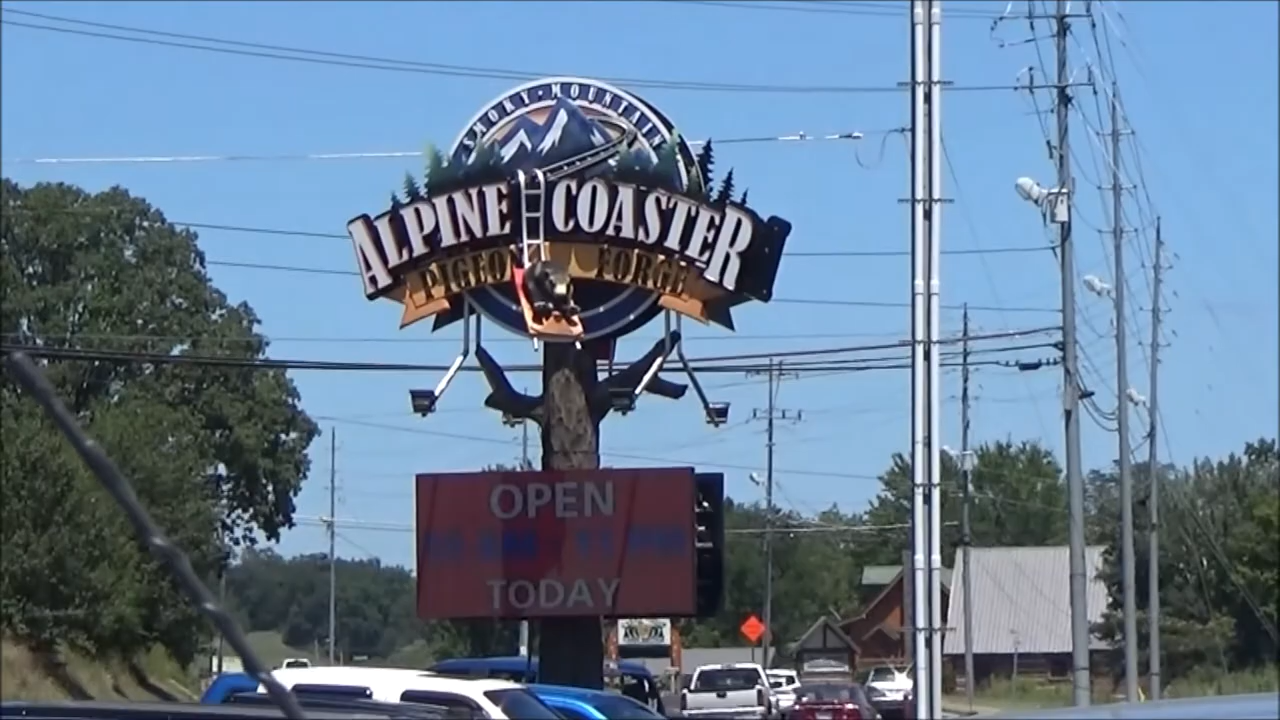 SMOKY • MOUNTAIN
ALPINE COASTER
PIGEON FORGE
OPEN
TODAY